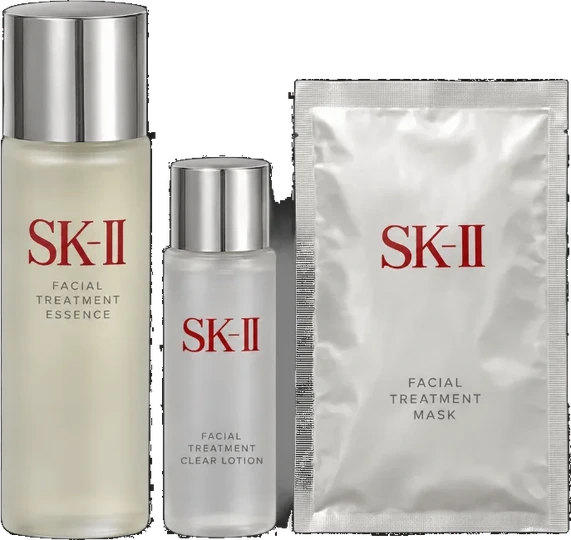 SK-II
FACIAL
TREATMENT
ESSENCE
SK-II
FACIAL
TREATMENT
CLEAR LOTION
SK-II
FACIAL
TREATMENT
MASK